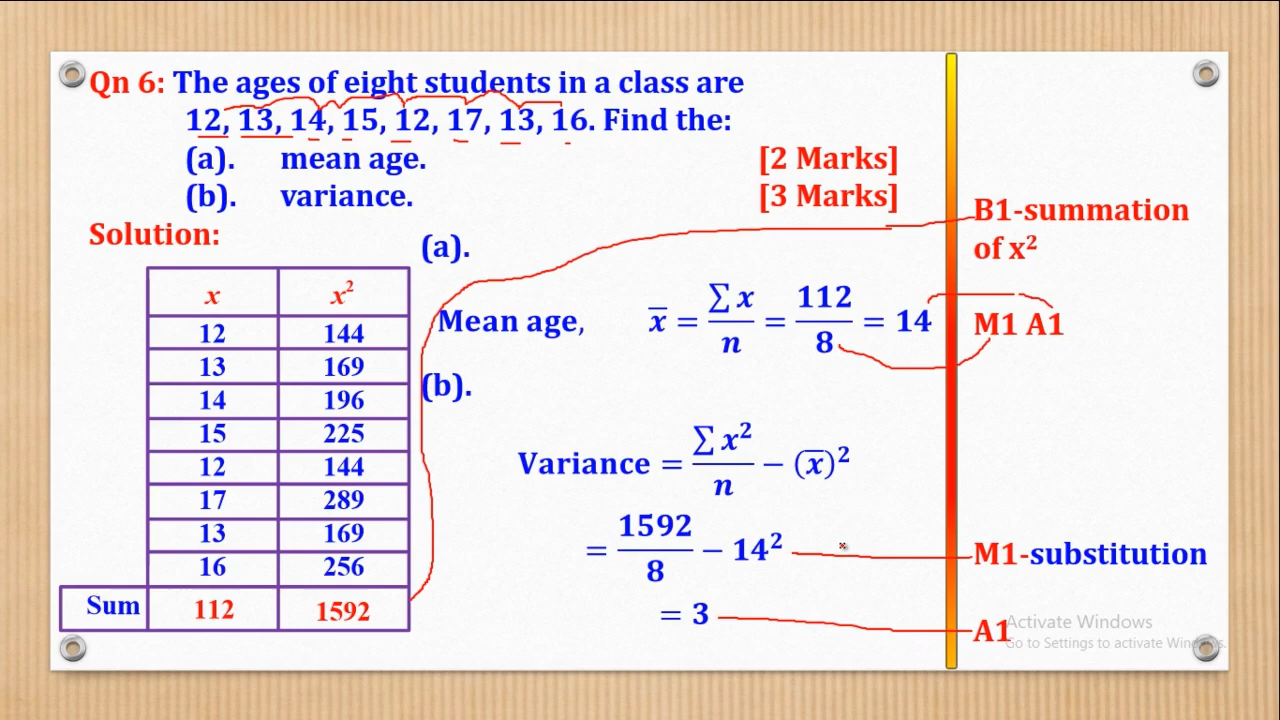 Qn 6: The ages of eight students in a class are
12, 13, 14, 15, 12, 17, 13, 16. Find the:
(a). mean age. [2 Marks]
(b). variance. [3 Marks]
Solution:
x x²
12 144
13 169
14 196
15 225
12 144
17 289
13 169
16 256
Sum 112 1592
(a).
Mean age, x̅ = ∑x/n = 112/8 = 14
(b).
Variance = ∑x²/n − (x̅)²
= 1592/8 − 14²
= 3
B1-summation
of x²
M1 A1
M1-substitution
A1
Activate Windows
Go to Settings to activate Windows.